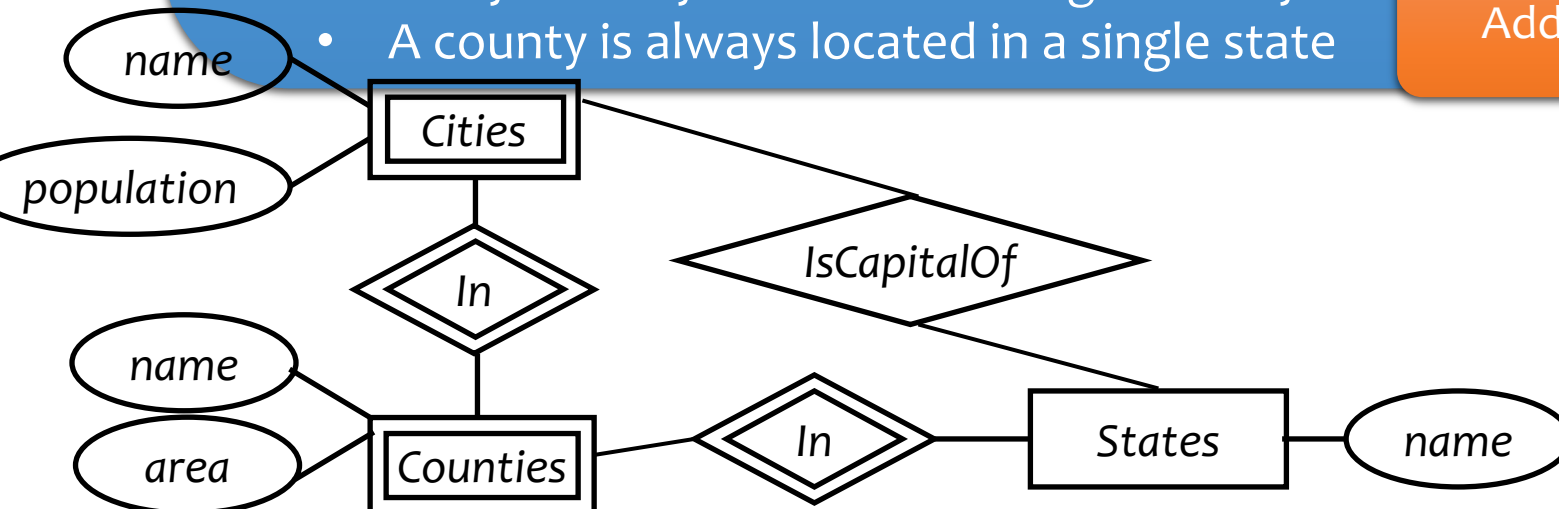 Add
• A county is always located in a single state
name
Cities
population
IsCapitalOf
In
name
In
States
name
area
Counties